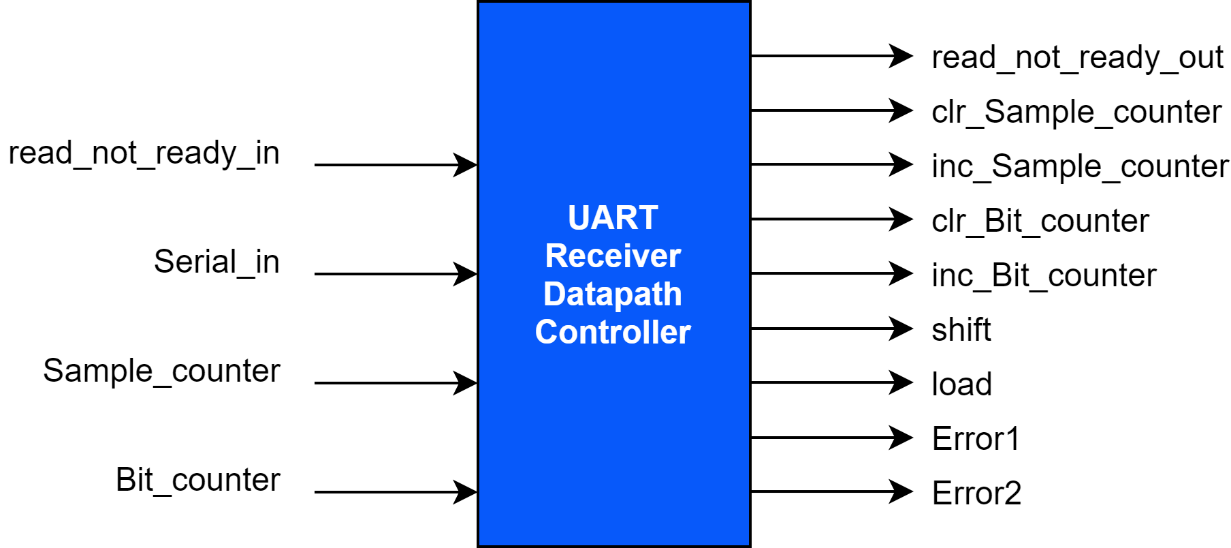 read_not_ready_in
Serial_in
Sample_counter
Bit_counter
UART
Receiver
Datapath
Controller
read_not_ready_out
clr_Sample_counter
inc_Sample_counter
clr_Bit_counter
inc_Bit_counter
shift
load
Error1
Error2